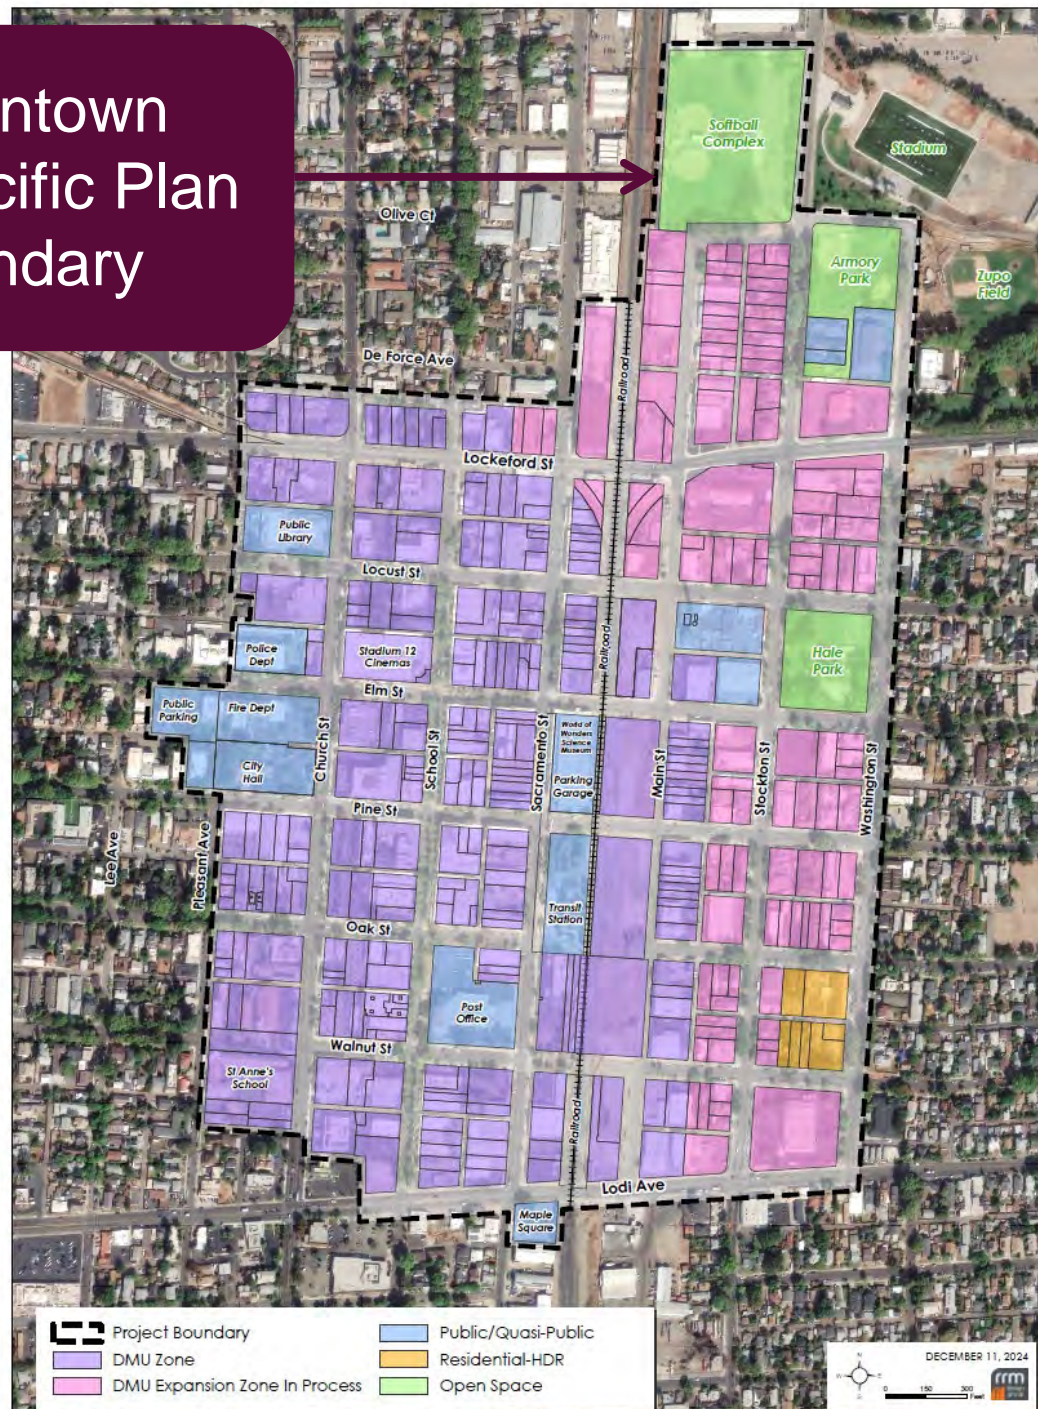 ntown
cific Plan
ndary
Softball
Complex
Stadium
Olive Ct
Armory
Park
Zupo
Field
De Force Ave
Railroad
Lockeford St
Public
Library
Locust St
Police
Dept
Stadium 12
Cinemas
Railroad
Hale
Park
Elm St
Public
Parking
Fire Dept
City
Hall
Church St
School St
Sacramento St
World of
Wonders
Science
Museum
Parking
Garage
Main St
Stockton St
Washington St
Pine St
Lee Ave
Pleasant Ave
Transit
Station
Oak St
Post
Office
Walnut St
St Anne's
School
Railroad
Lodi Ave
Maple
Square
Project Boundary
DMU Zone
DMU Expansion Zone In Process
Public/Quasi-Public
Residential-HDR
Open Space
DECEMBER 11, 2024
N
W
E
S
0 150 300
Feet
rrm